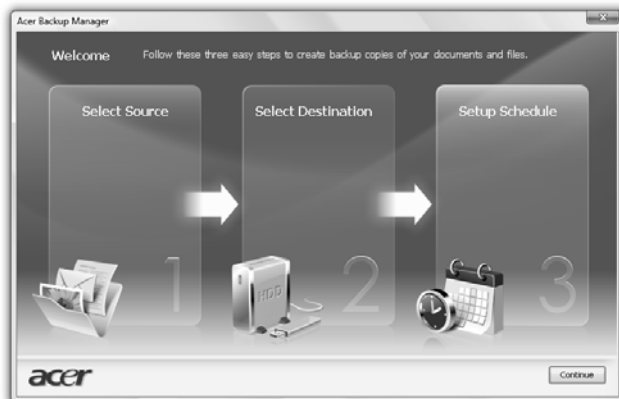 Acer Backup Manager
Welcome
Follow these three easy steps to create backup copies of your documents and files.
Select Source
Select Destination
Setup Schedule
1
HDD
2
3
acer
Continue